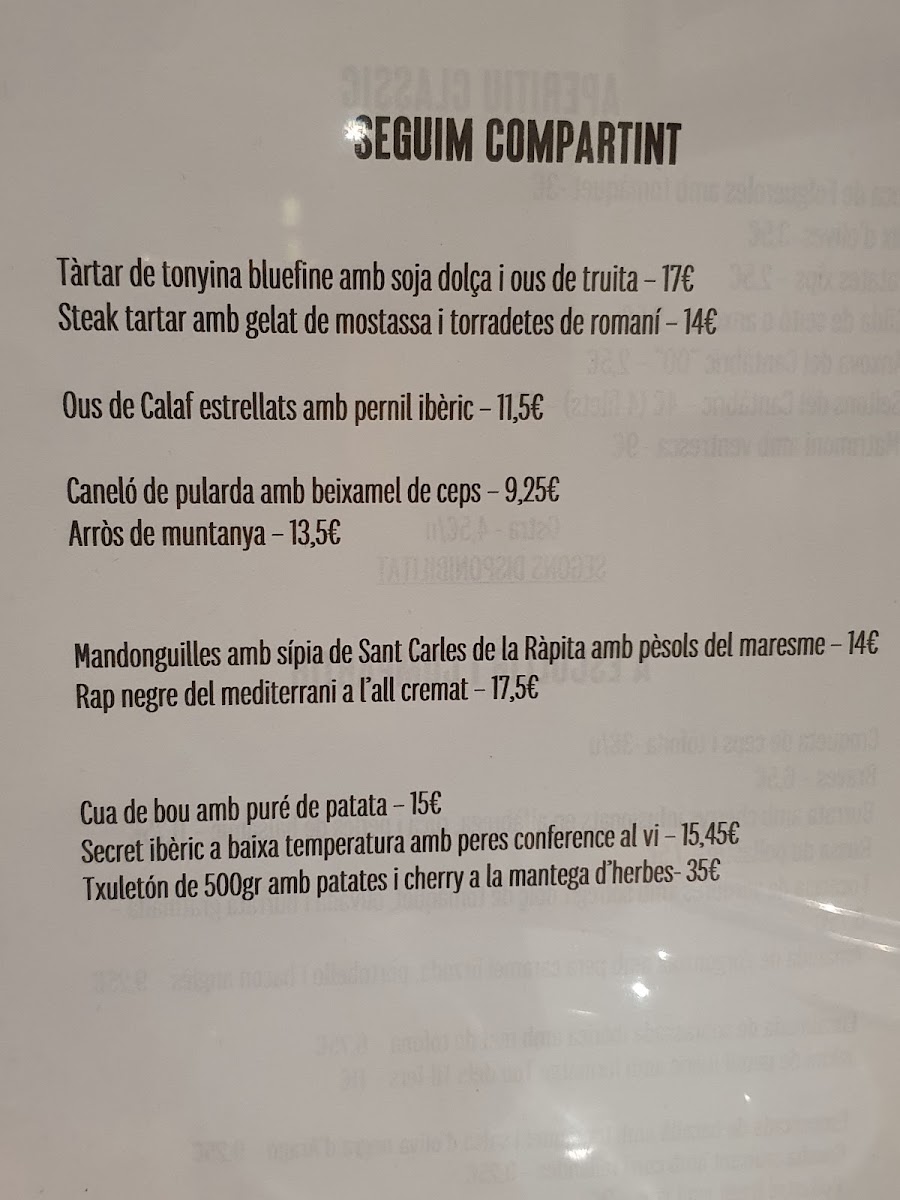 SEGUIM COMPARTINT
Tàrtar de tonyina bluefine amb soja dolça i ous de truita – 17€
Steak tartar amb gelat de mostassa i torradetes de romaní – 14€
Ous de Calaf estrellats amb pernil ibèric – 11,5€
Caneló de pularda amb beixamel de ceps – 9,25€
Arròs de muntanya – 13,5€
Mandonguilles amb sípia de Sant Carles de la Ràpita amb pèsols del maresme – 14€
Rap negre del mediterrani a l'all cremat – 17,5€
Cua de bou amb puré de patata – 15€
Secret ibèric a baixa temperatura amb peres conference al vi – 15,45€
Txuletón de 500gr amb patates i cherry a la mantega d'herbes- 35€